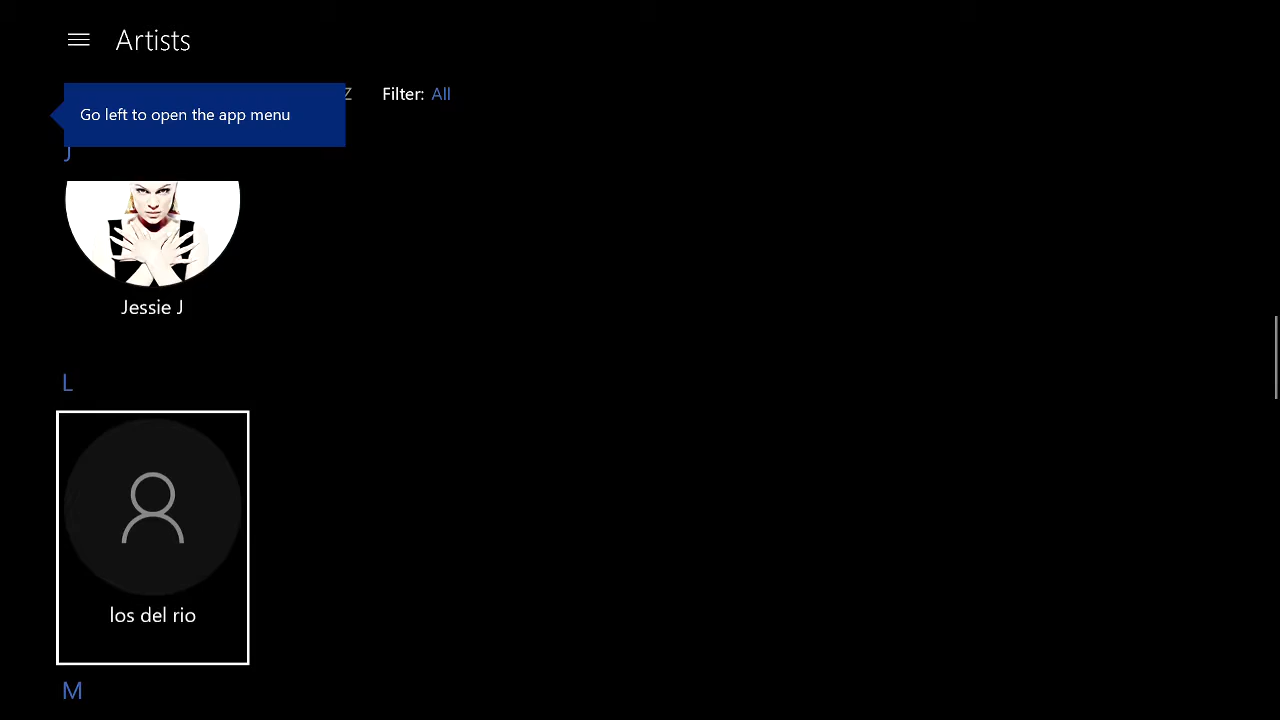 Artists
Go left to open the app menu
Z Filter: All
J
Jessie J
L
los del rio
M